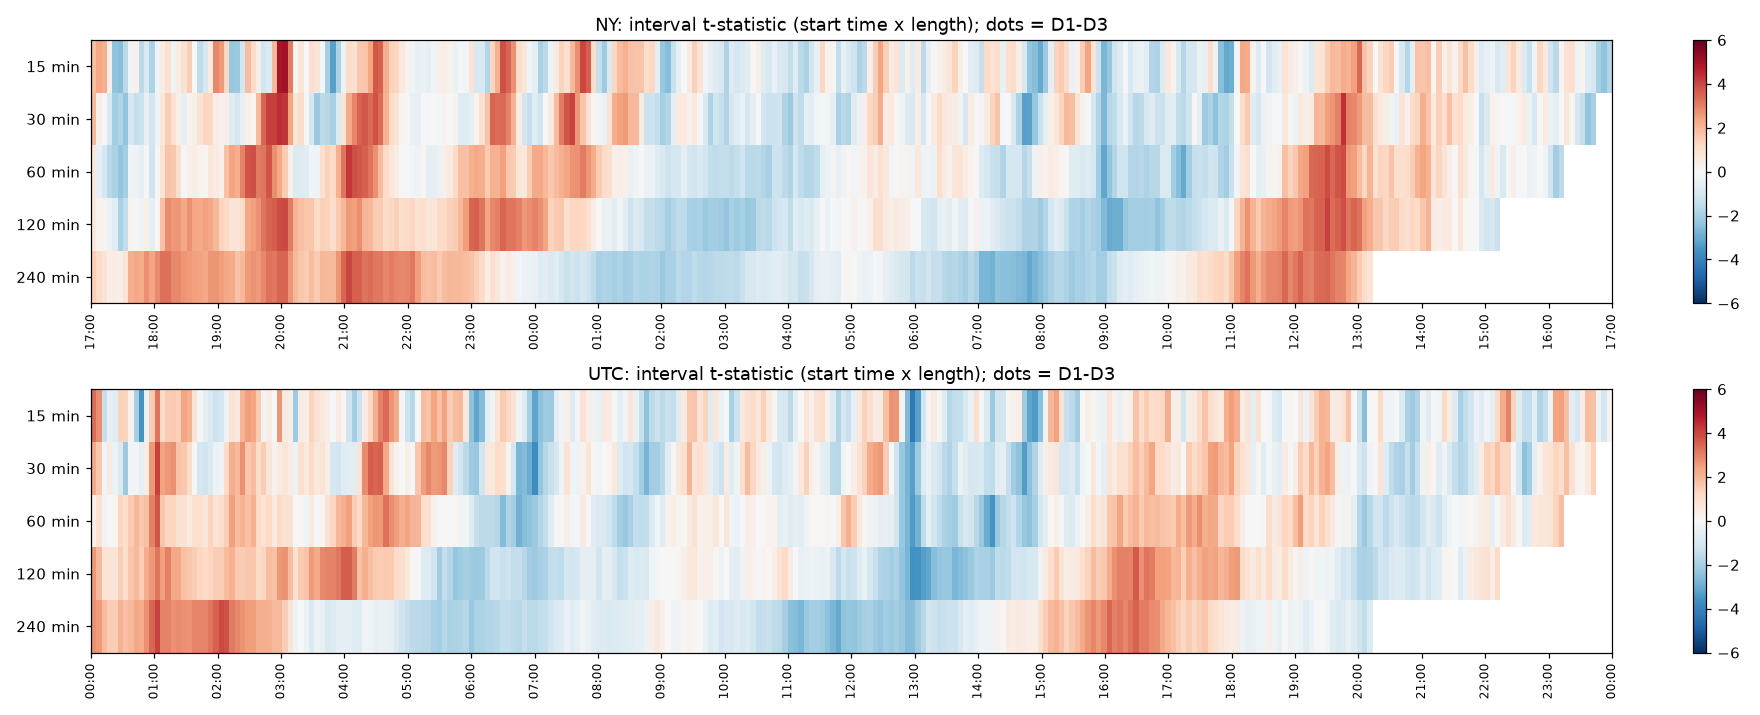 NY: interval t-statistic (start time x length); dots = D1-D3
15 min
30 min
60 min
120 min
240 min
17:00 18:00 19:00 20:00 21:00 22:00 23:00 00:00 01:00 02:00 03:00 04:00 05:00 06:00 07:00 08:00 09:00 10:00 11:00 12:00 13:00 14:00 15:00 16:00 17:00
6
4
2
0
−2
−4
−6
UTC: interval t-statistic (start time x length); dots = D1-D3
15 min
30 min
60 min
120 min
240 min
00:00 01:00 02:00 03:00 04:00 05:00 06:00 07:00 08:00 09:00 10:00 11:00 12:00 13:00 14:00 15:00 16:00 17:00 18:00 19:00 20:00 21:00 22:00 23:00 00:00
6
4
2
0
−2
−4
−6